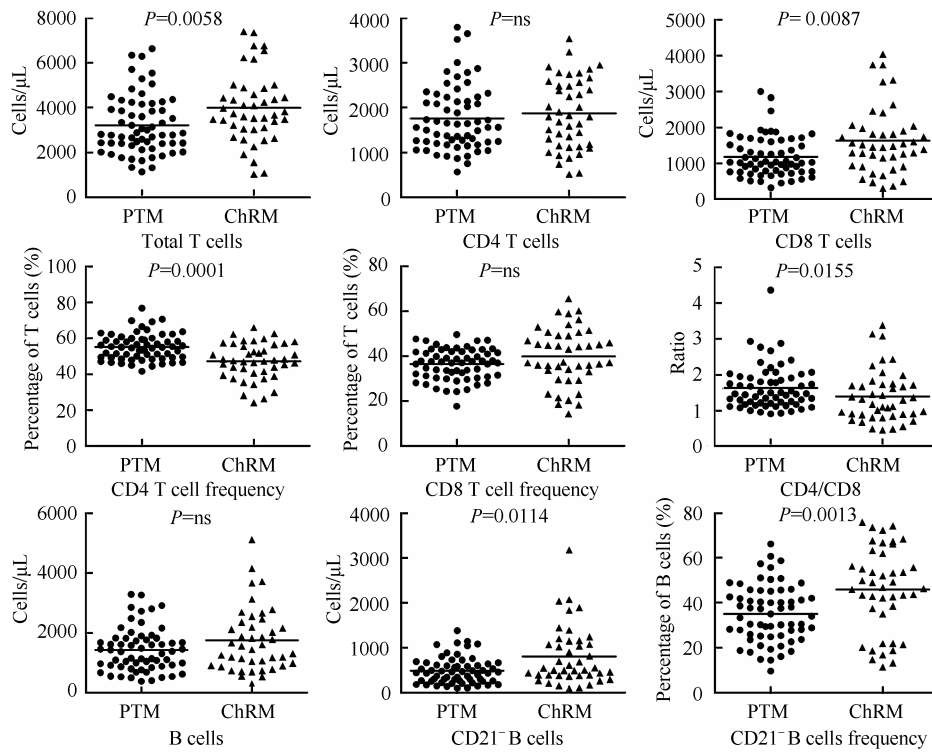 P=0.0058
Cells/μL
8000
6000
4000
2000
0
PTM ChRM
Total T cells
P=ns
Cells/μL
4000
3000
2000
1000
0
PTM ChRM
CD4 T cells
P= 0.0087
Cells/μL
5000
4000
3000
2000
1000
0
PTM ChRM
CD8 T cells
P=0.0001
Percentage of T cells (%)
100
80
60
40
20
0
PTM ChRM
CD4 T cell frequency
P=ns
Percentage of T cells (%)
80
60
40
20
0
PTM ChRM
CD8 T cell frequency
P=0.0155
Ratio
5
4
3
2
1
0
PTM ChRM
CD4/CD8
P=ns
Cells/μL
6000
4000
2000
0
PTM ChRM
B cells
P=0.0114
Cells/μL
4000
3000
2000
1000
0
PTM ChRM
CD21⁻ B cells
P=0.0013
Percentage of B cells (%)
80
60
40
20
0
PTM ChRM
CD21⁻ B cells frequency